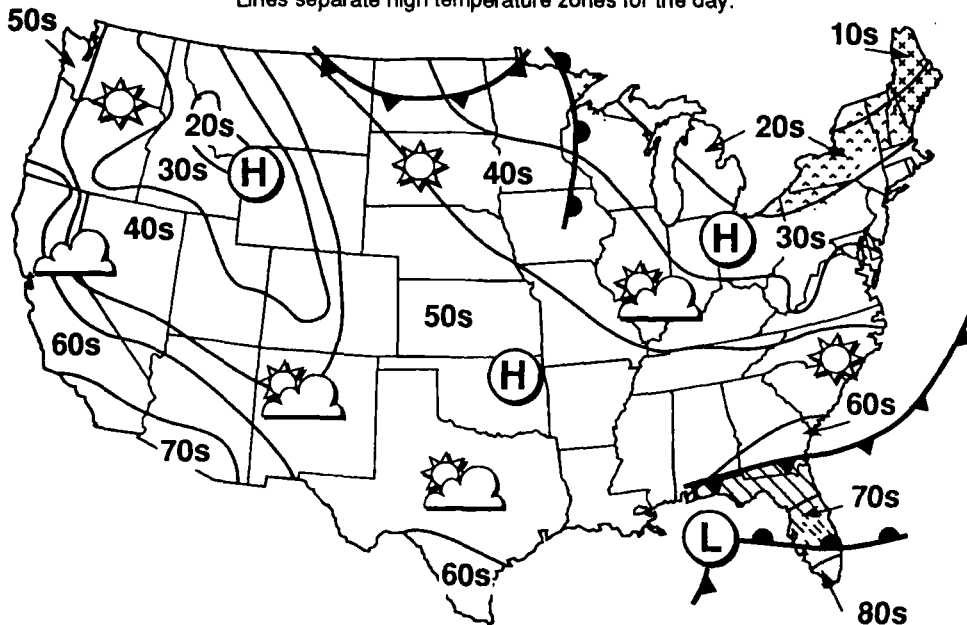 Lines separate high temperature zones for the day.
50s
10s
20s
20s
30s
H
40s
40s
H
30s
50s
60s
H
60s
70s
70s
L
60s
80s